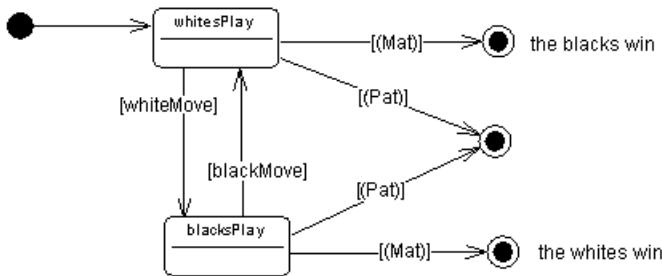 whitesPlay
[(Mat)]
the blacks win
[(Pat)]
[whiteMove]
[blackMove]
[(Pat)]
blacksPlay
[(Mat)]
the whites win